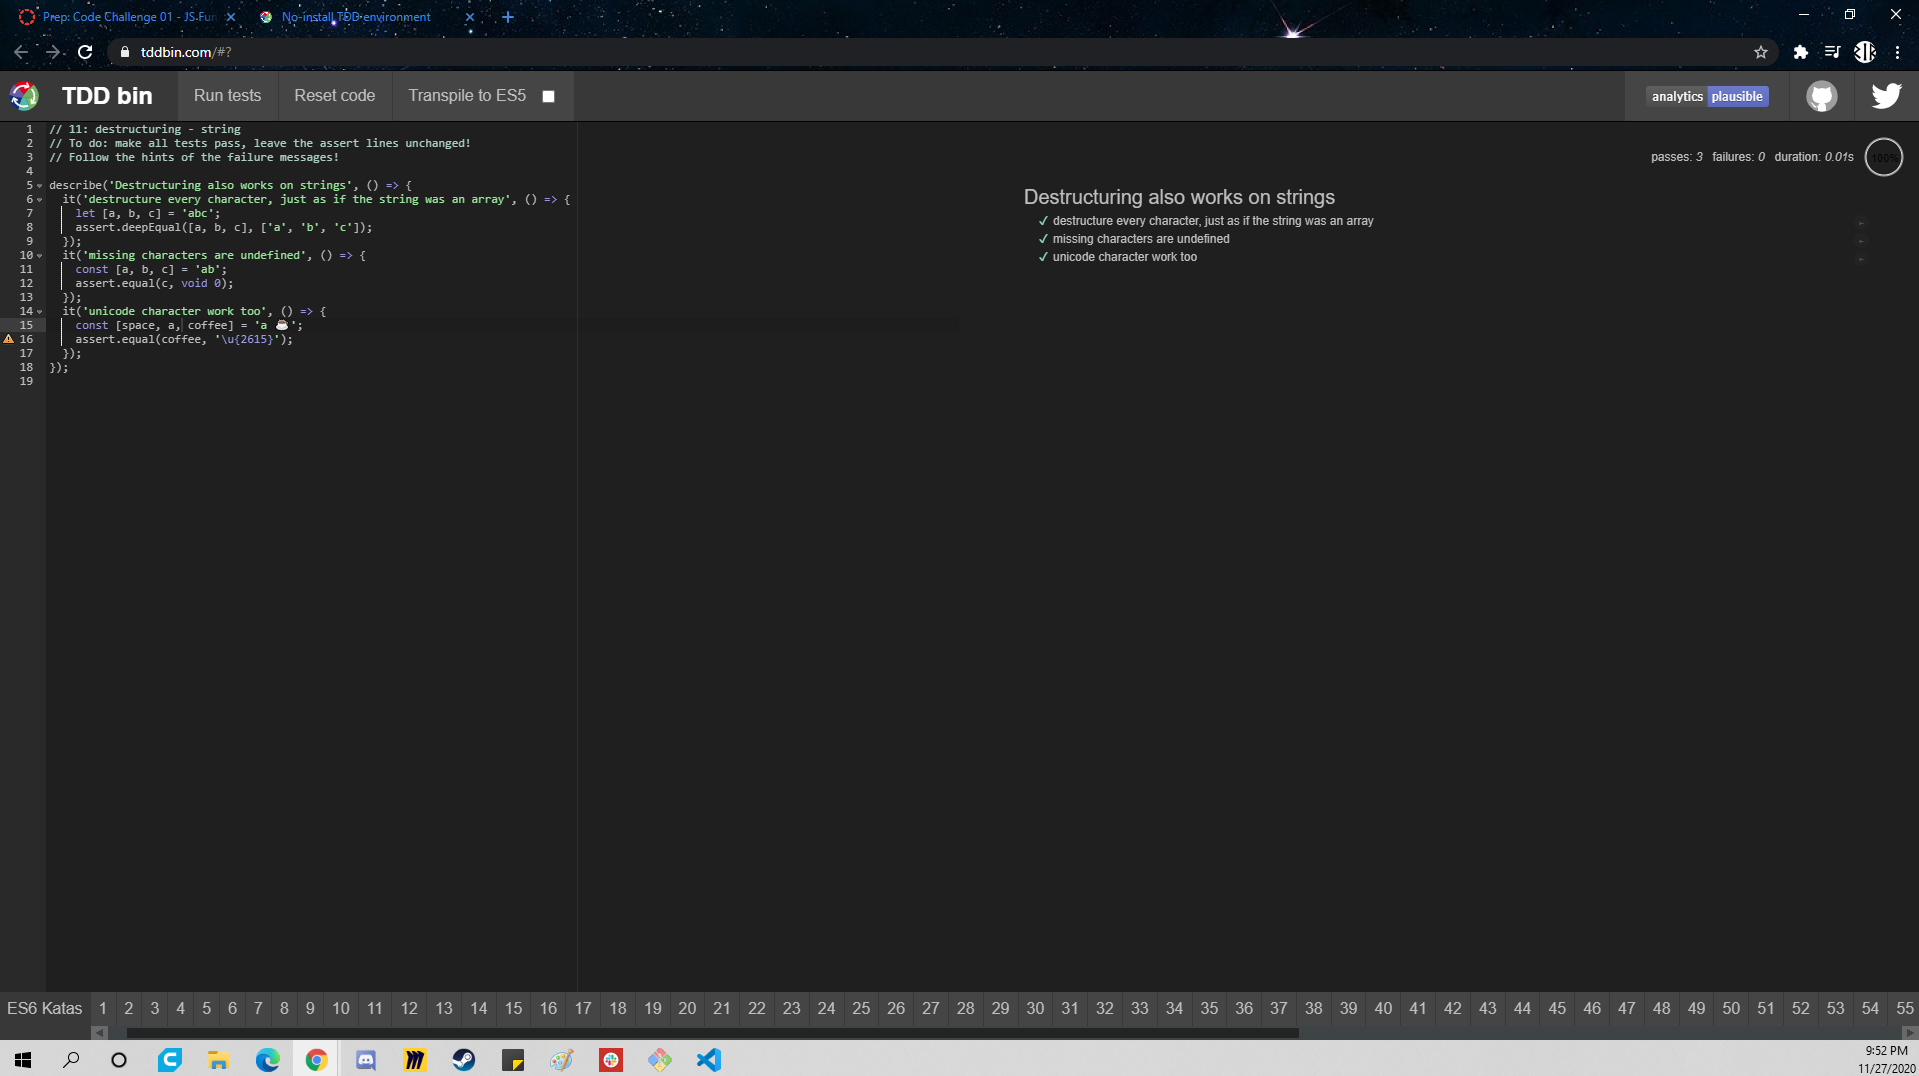 Prep: Code Challenge 01 - JS Fun
No-install TDD environment
tddbin.com/#?
TDD bin
Run tests
Reset code
Transpile to ES5
analytics plausible
1 // 11: destructuring - string
2 // To do: make all tests pass, leave the assert lines unchanged!
3 // Follow the hints of the failure messages!
4
5 describe('Destructuring also works on strings', () => {
6 it('destructure every character, just as if the string was an array', () => {
7 let [a, b, c] = 'abc';
8 assert.deepEqual([a, b, c], ['a', 'b', 'c']);
9 });
10 it('missing characters are undefined', () => {
11 const [a, b, c] = 'ab';
12 assert.equal(c, void 0);
13 });
14 it('unicode character work too', () => {
15 const [space, a, coffee] = 'a ☕';
16 assert.equal(coffee, '\u{2615}');
17 });
18 });
19
passes: 3 failures: 0 duration: 0.01s 100%
Destructuring also works on strings
✓ destructure every character, just as if the string was an array
✓ missing characters are undefined
✓ unicode character work too
ES6 Katas 1 2 3 4 5 6 7 8 9 10 11 12 13 14 15 16 17 18 19 20 21 22 23 24 25 26 27 28 29 30 31 32 33 34 35 36 37 38 39 40 41 42 43 44 45 46 47 48 49 50 51 52 53 54 55
9:52 PM
11/27/2020